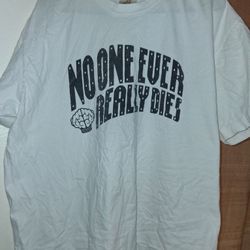 NO ONE EVER
REALLY DIES